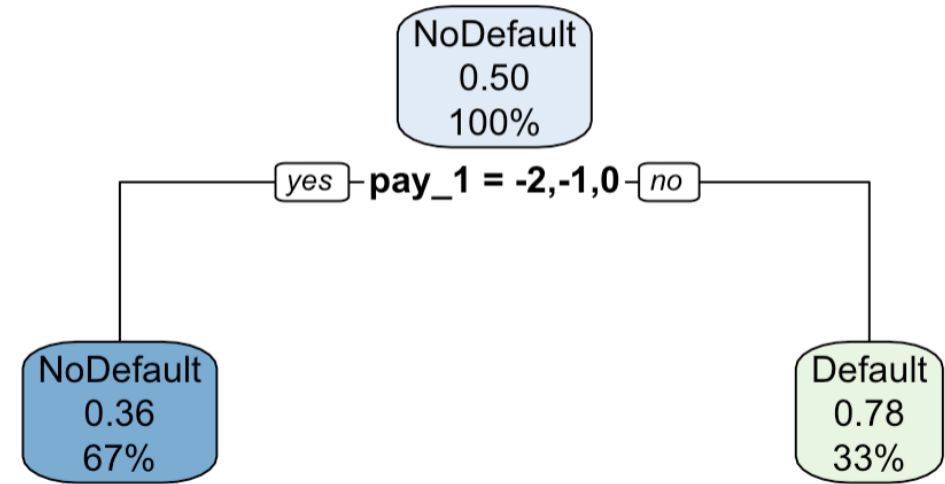 NoDefault
0.50
100%
yes pay_1 = -2,-1,0 no
NoDefault
0.36
67%
Default
0.78
33%